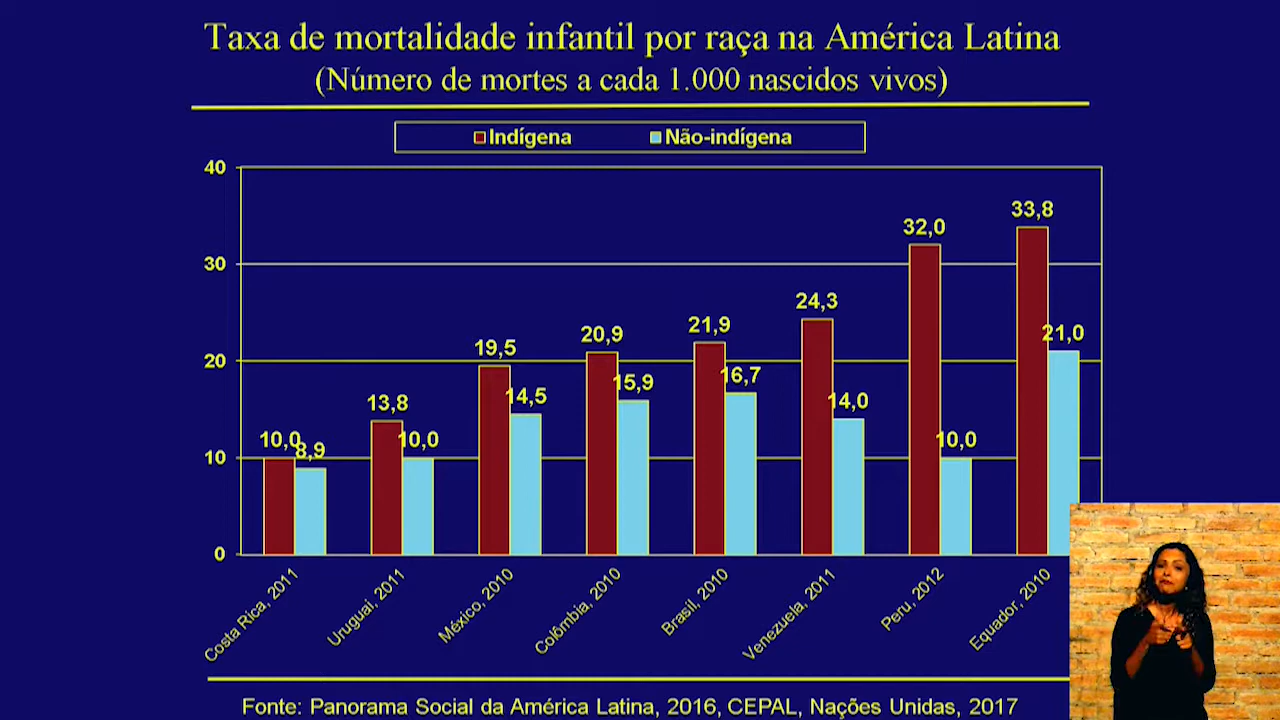 Taxa de mortalidade infantil por raça na América Latina
(Número de mortes a cada 1.000 nascidos vivos)
Indígena Não-indígena
40
30
20
10
0
10,0 8,9
13,8 10,0
19,5 14,5
20,9 15,9
21,9 16,7
24,3 14,0
32,0 10,0
33,8 21,0
Costa Rica, 2011
Uruguai, 2011
México, 2010
Colômbia, 2010
Brasil, 2010
Venezuela, 2011
Peru, 2012
Equador, 2010
Fonte: Panorama Social da América Latina, 2016, CEPAL, Nações Unidas, 2017